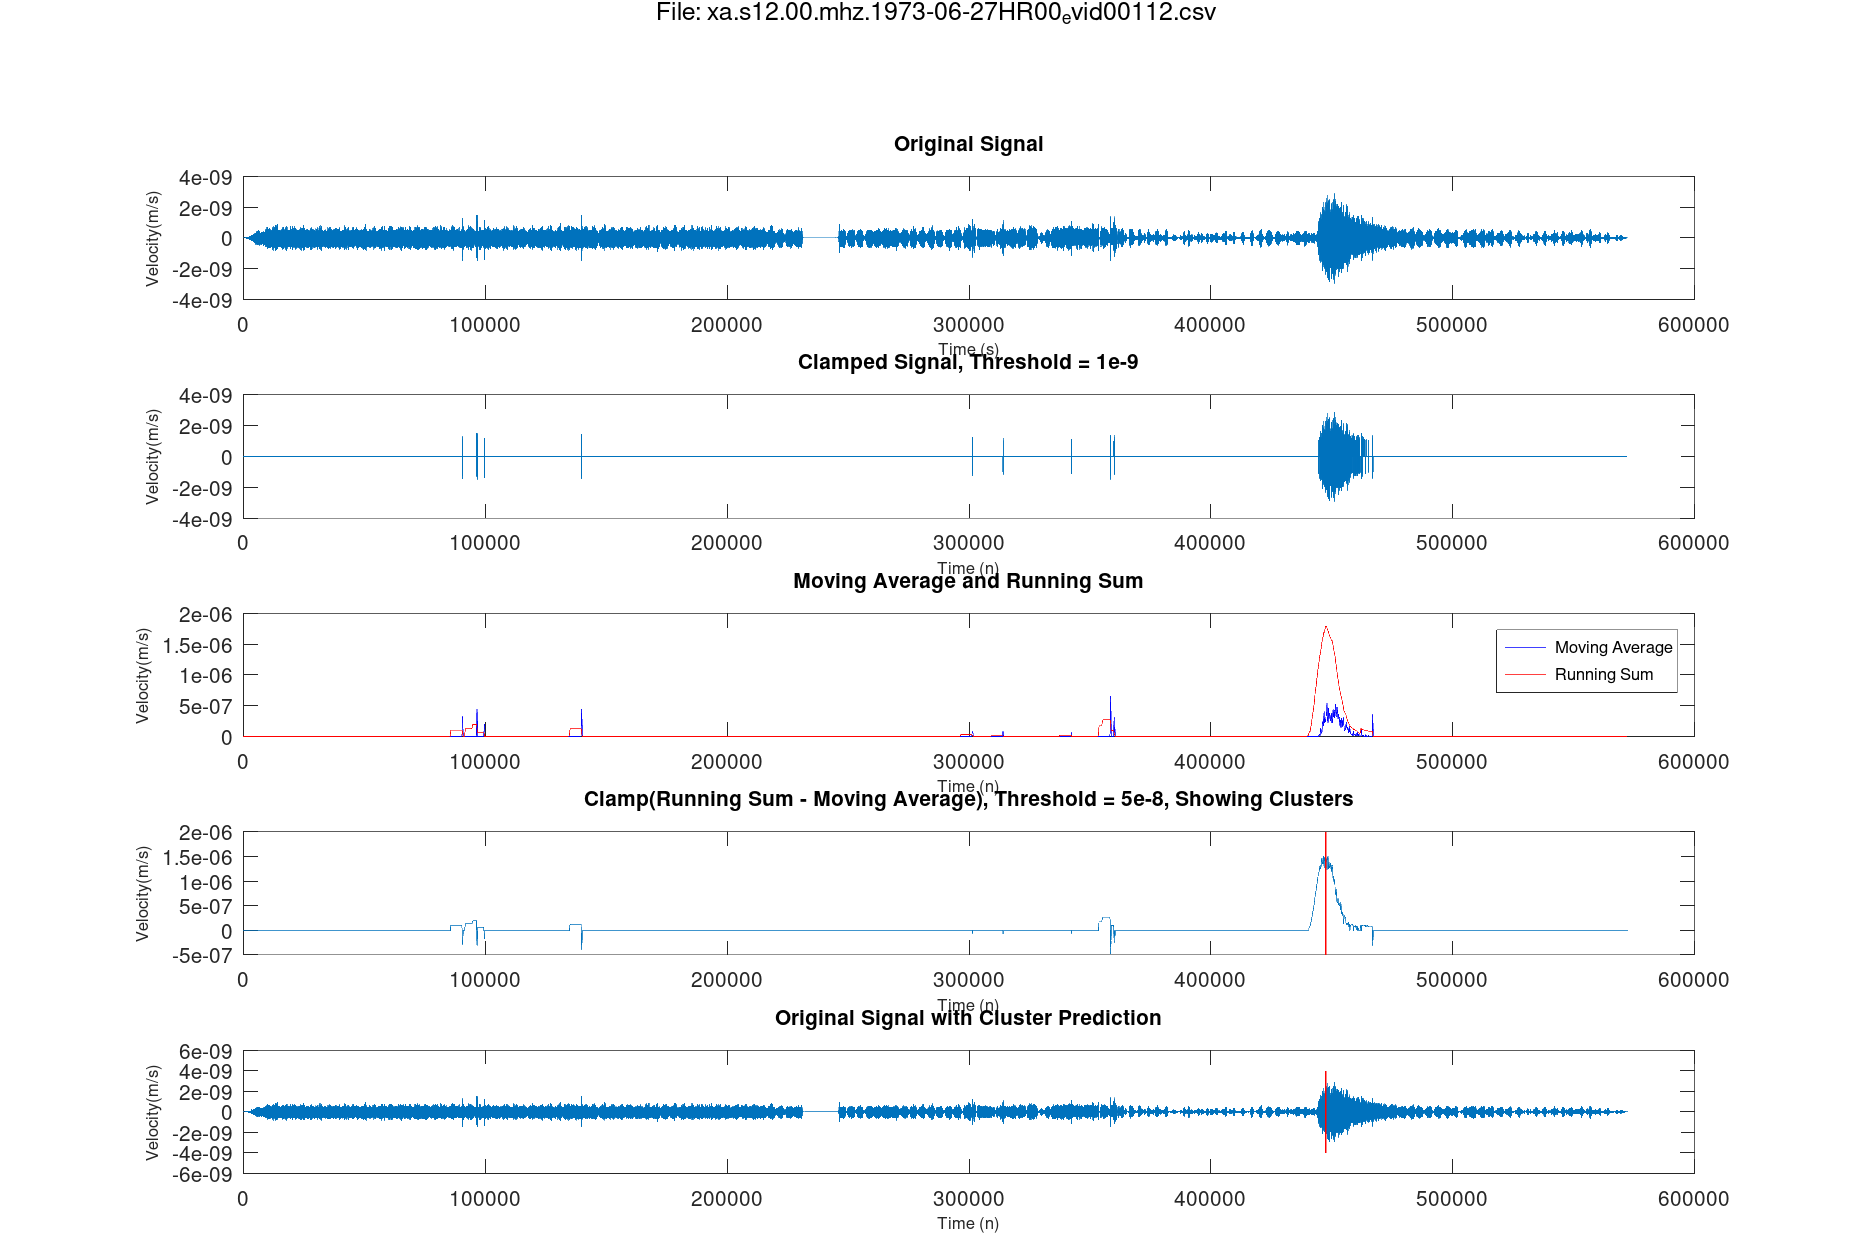 File: xa.s12.00.mhz.1973-06-27HR00evid00112.csv
Original Signal
Velocity(m/s)
4e-09
2e-09
0
-2e-09
-4e-09
0 100000 200000 300000 400000 500000 600000
Time (s)
Clamped Signal, Threshold = 1e-9
Velocity(m/s)
4e-09
2e-09
0
-2e-09
-4e-09
0 100000 200000 300000 400000 500000 600000
Time (n)
Moving Average and Running Sum
Velocity(m/s)
2e-06
1.5e-06
1e-06
5e-07
0
Moving Average
Running Sum
0 100000 200000 300000 400000 500000 600000
Time (n)
Clamp(Running Sum - Moving Average), Threshold = 5e-8, Showing Clusters
Velocity(m/s)
2e-06
1.5e-06
1e-06
5e-07
0
-5e-07
0 100000 200000 300000 400000 500000 600000
Time (n)
Original Signal with Cluster Prediction
Velocity(m/s)
6e-09
4e-09
2e-09
0
-2e-09
-4e-09
-6e-09
0 100000 200000 300000 400000 500000 600000
Time (n)